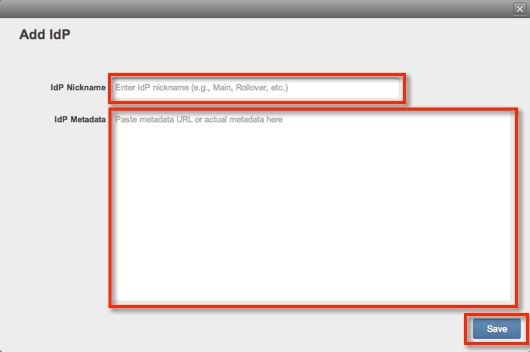 Add IdP
IdP Nickname
Enter IdP nickname (e.g., Main, Rollover, etc.)
IdP Metadata
Paste metadata URL or actual metadata here
Save